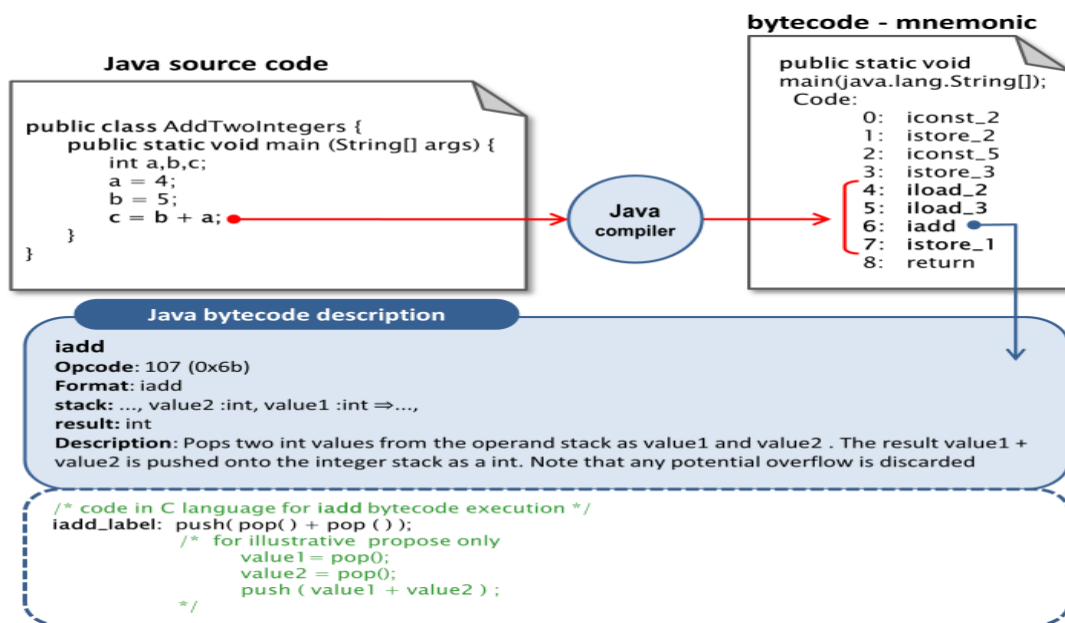 Java source code
public class AddTwoIntegers {
public static void main (String[] args) {
int a,b,c;
a = 4;
b = 5;
c = b + a;
}
}
Java
compiler
bytecode - mnemonic
public static void
main(java.lang.String[]);
Code:
0: iconst_2
1: istore_2
2: iconst_5
3: istore_3
4: iload_2
5: iload_3
6: iadd
7: istore_1
8: return
Java bytecode description
iadd
Opcode: 107 (0x6b)
Format: iadd
stack: ..., value2 :int, value1 :int ⇒...,
result: int
Description: Pops two int values from the operand stack as value1 and value2 . The result value1 +
value2 is pushed onto the integer stack as a int. Note that any potential overflow is discarded
/* code in C language for iadd bytecode execution */
iadd_label: push( pop() + pop () );
/* for illustrative propose only
value1 = pop();
value2 = pop();
push ( value1 + value2 ) ;
*/